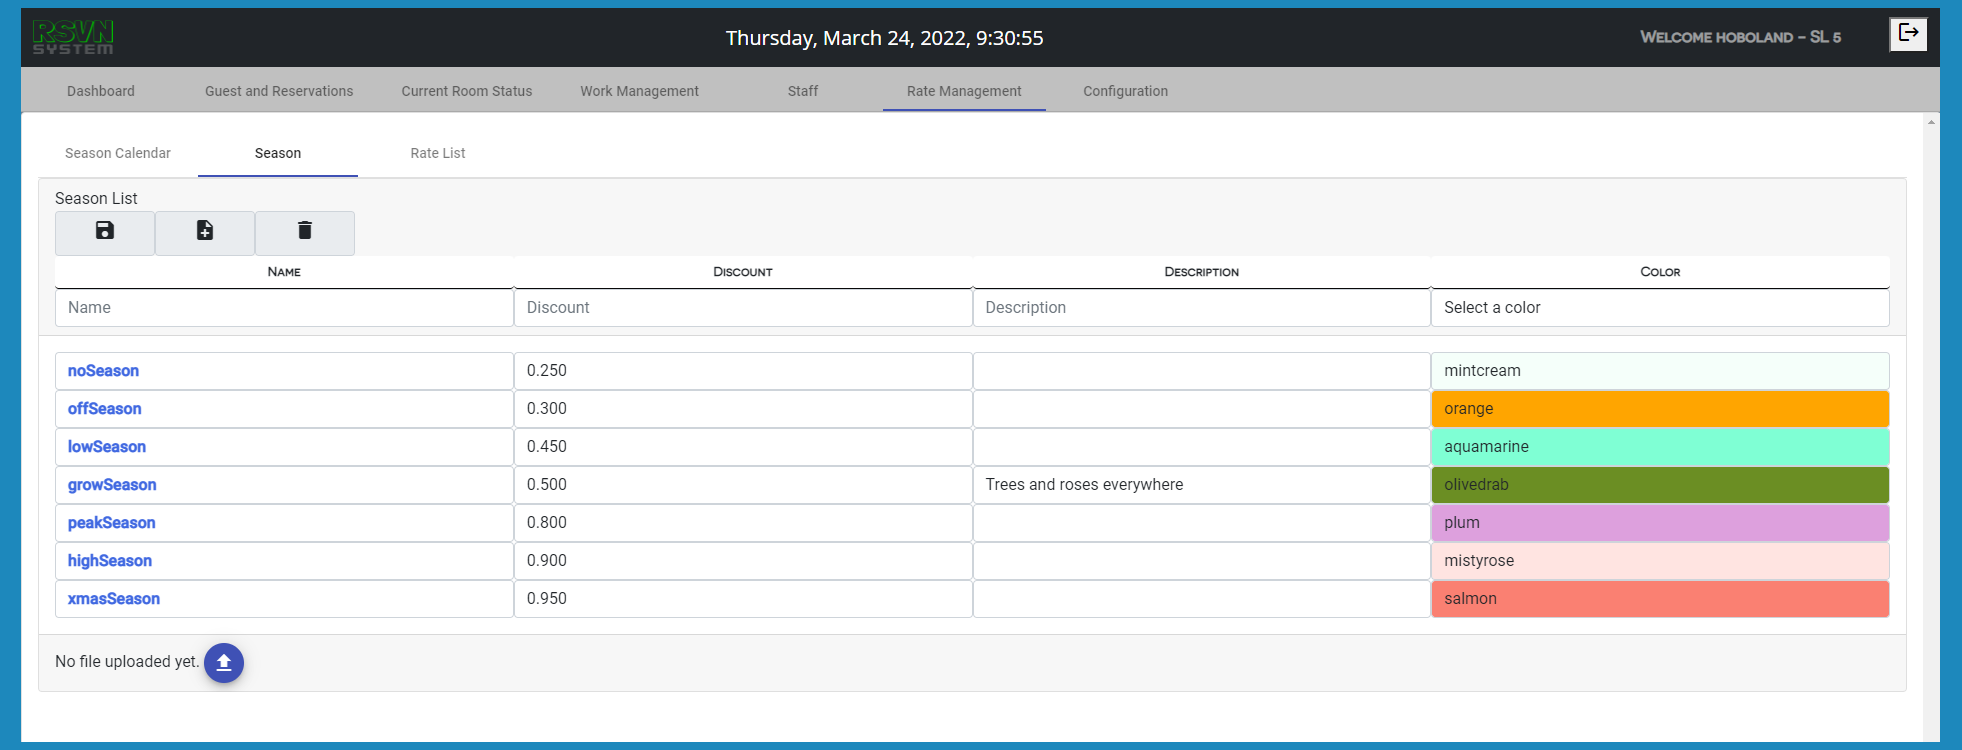 RSVN
SYSTEM
Thursday, March 24, 2022, 9:30:55
Welcome hoboland - SL 5
Dashboard Guest and Reservations Current Room Status Work Management Staff Rate Management Configuration
Season Calendar Season Rate List
Season List
Name Discount Description Color
Name Discount Description Select a color
noSeason 0.250 mintcream
offSeason 0.300 orange
lowSeason 0.450 aquamarine
growSeason 0.500 Trees and roses everywhere olivedrab
peakSeason 0.800 plum
highSeason 0.900 mistyrose
xmasSeason 0.950 salmon
No file uploaded yet.